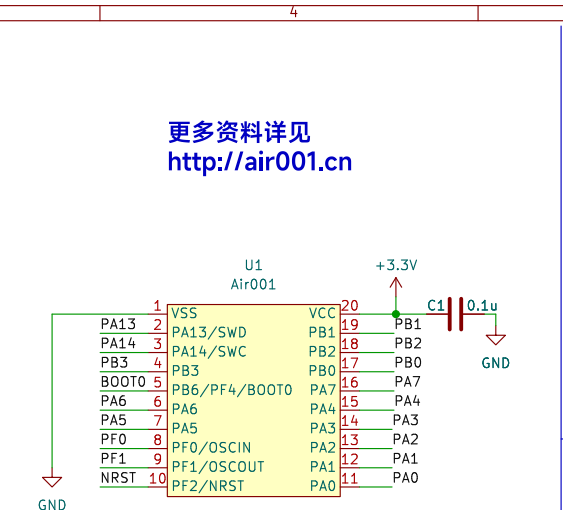 4
更多资料详见
http://air001.cn
U1
Air001
+3.3V
C1 0.1u
GND
1 VSS VCC 20
PA13 2 PA13/SWD PB1 19 PB1
PA14 3 PA14/SWC PB2 18 PB2
PB3 4 PB3 PB0 17 PB0
BOOT0 5 PB6/PF4/BOOT0 PA7 16 PA7
PA6 6 PA6 PA4 15 PA4
PA5 7 PA5 PA3 14 PA3
PF0 8 PF0/OSCIN PA2 13 PA2
PF1 9 PF1/OSCOUT PA1 12 PA1
NRST 10 PF2/NRST PA0 11 PA0
GND